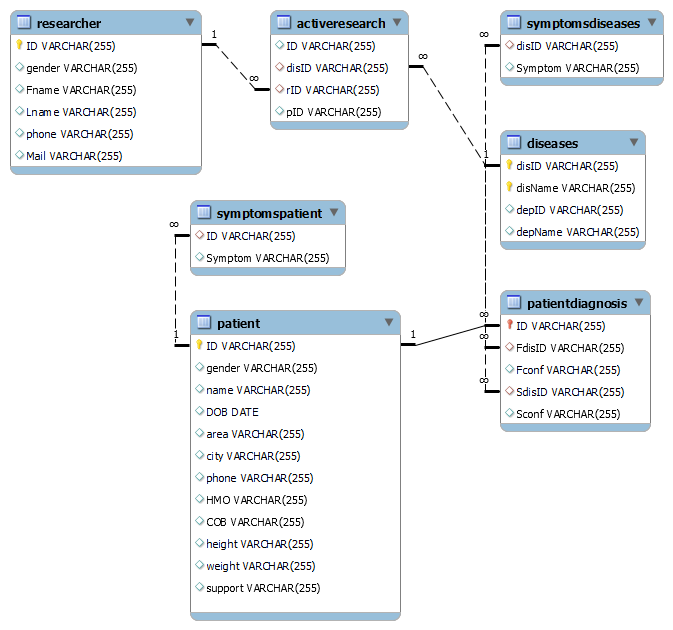 researcher
ID VARCHAR(255)
gender VARCHAR(255)
Fname VARCHAR(255)
Lname VARCHAR(255)
phone VARCHAR(255)
Mail VARCHAR(255)
1
∞
activeresearch
ID VARCHAR(255)
disID VARCHAR(255)
rID VARCHAR(255)
pID VARCHAR(255)
∞
symptomsdiseases
disID VARCHAR(255)
Symptom VARCHAR(255)
∞
1
diseases
disID VARCHAR(255)
disName VARCHAR(255)
depID VARCHAR(255)
depName VARCHAR(255)
symptomspatient
ID VARCHAR(255)
Symptom VARCHAR(255)
∞
1
patient
ID VARCHAR(255)
gender VARCHAR(255)
name VARCHAR(255)
DOB DATE
area VARCHAR(255)
city VARCHAR(255)
phone VARCHAR(255)
HMO VARCHAR(255)
COB VARCHAR(255)
height VARCHAR(255)
weight VARCHAR(255)
support VARCHAR(255)
1
∞
∞
∞
patientdiagnosis
ID VARCHAR(255)
FdisID VARCHAR(255)
Fconf VARCHAR(255)
SdisID VARCHAR(255)
Sconf VARCHAR(255)